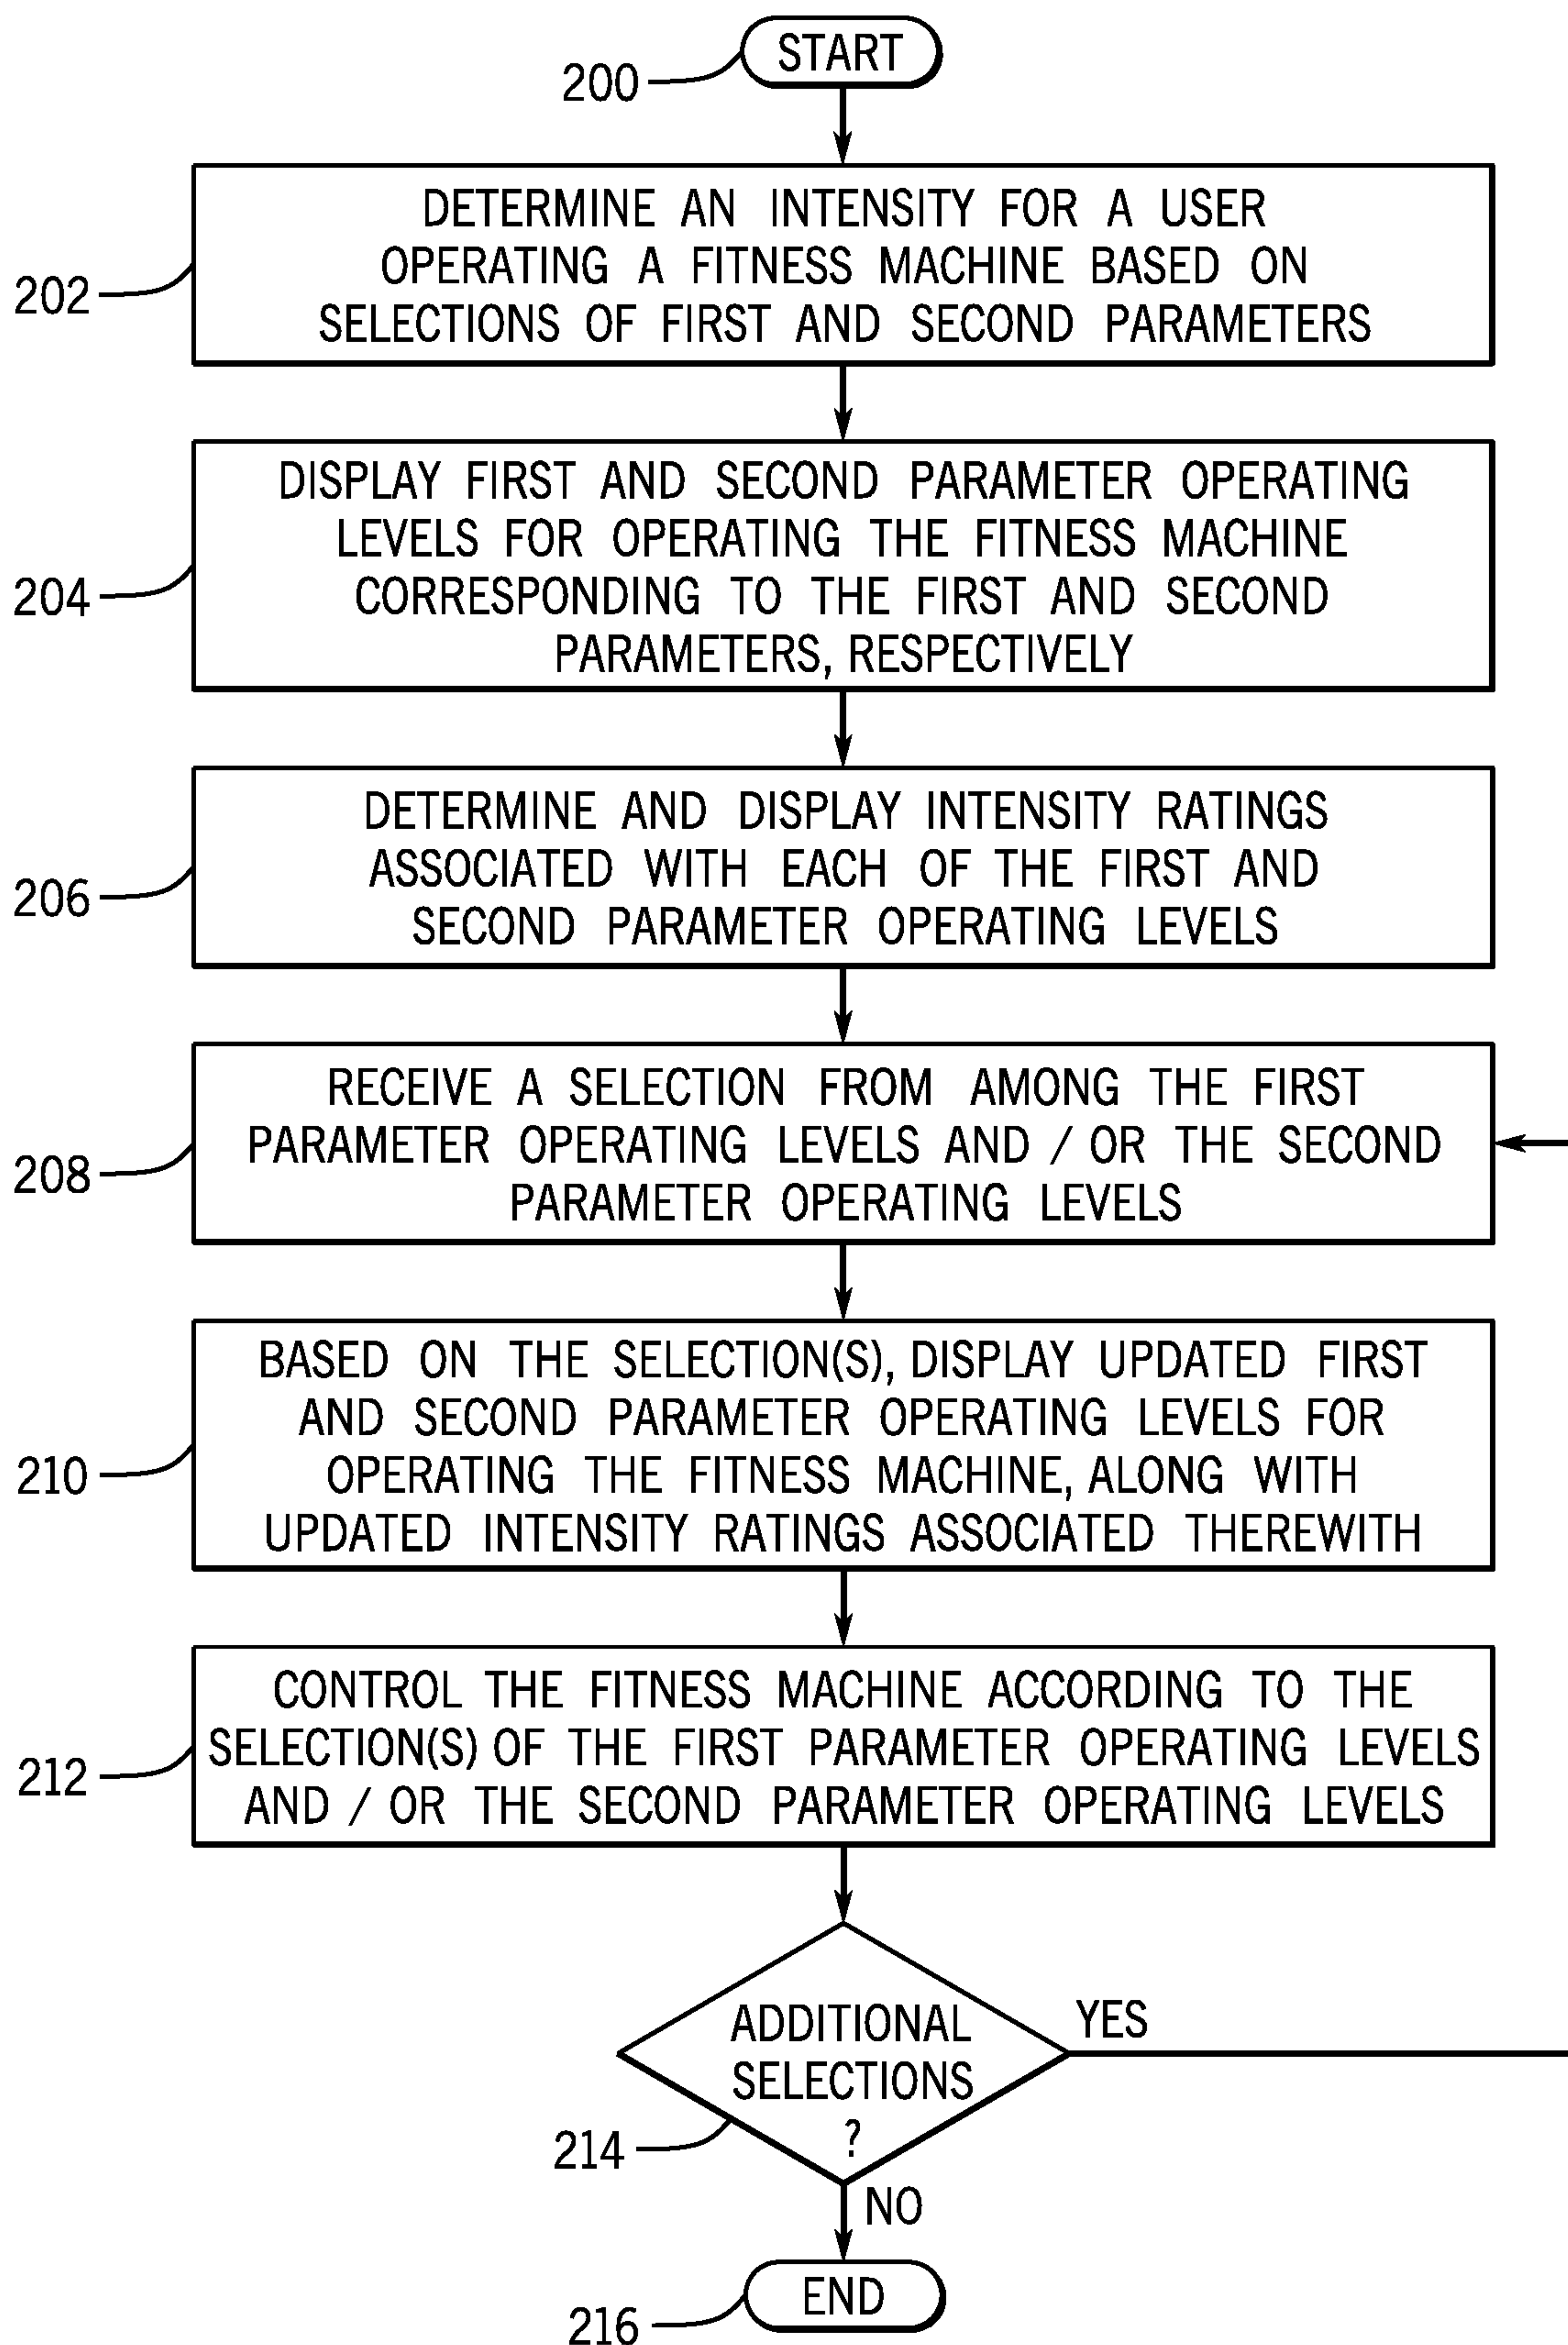 START
200
DETERMINE AN INTENSITY FOR A USER
OPERATING A FITNESS MACHINE BASED ON
SELECTIONS OF FIRST AND SECOND PARAMETERS
202
DISPLAY FIRST AND SECOND PARAMETER OPERATING
LEVELS FOR OPERATING THE FITNESS MACHINE
CORRESPONDING TO THE FIRST AND SECOND
PARAMETERS, RESPECTIVELY
204
DETERMINE AND DISPLAY INTENSITY RATINGS
ASSOCIATED WITH EACH OF THE FIRST AND
SECOND PARAMETER OPERATING LEVELS
206
RECEIVE A SELECTION FROM AMONG THE FIRST
PARAMETER OPERATING LEVELS AND / OR THE SECOND
PARAMETER OPERATING LEVELS
208
BASED ON THE SELECTION(S), DISPLAY UPDATED FIRST
AND SECOND PARAMETER OPERATING LEVELS FOR
OPERATING THE FITNESS MACHINE, ALONG WITH
UPDATED INTENSITY RATINGS ASSOCIATED THEREWITH
210
CONTROL THE FITNESS MACHINE ACCORDING TO THE
SELECTION(S) OF THE FIRST PARAMETER OPERATING LEVELS
AND / OR THE SECOND PARAMETER OPERATING LEVELS
212
ADDITIONAL
SELECTIONS
?
YES
214
NO
END
216